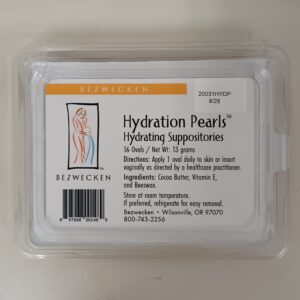 BEZWECKEN
20031HYDP
8/28
Hydration Pearls™
Hydrating Suppositories
16 Ovals / Net Wt. 13 grams
Directions: Apply 1 oval daily to skin or insert
vaginally as directed by a healthcare practitioner.
Ingredients: Cocoa Butter, Vitamin E,
and Beeswax.
Store at room temperature.
If preferred, refrigerate for easy removal.
Bezwecken • Wilsonville, OR 97070
800-743-2256
BEZWECKEN